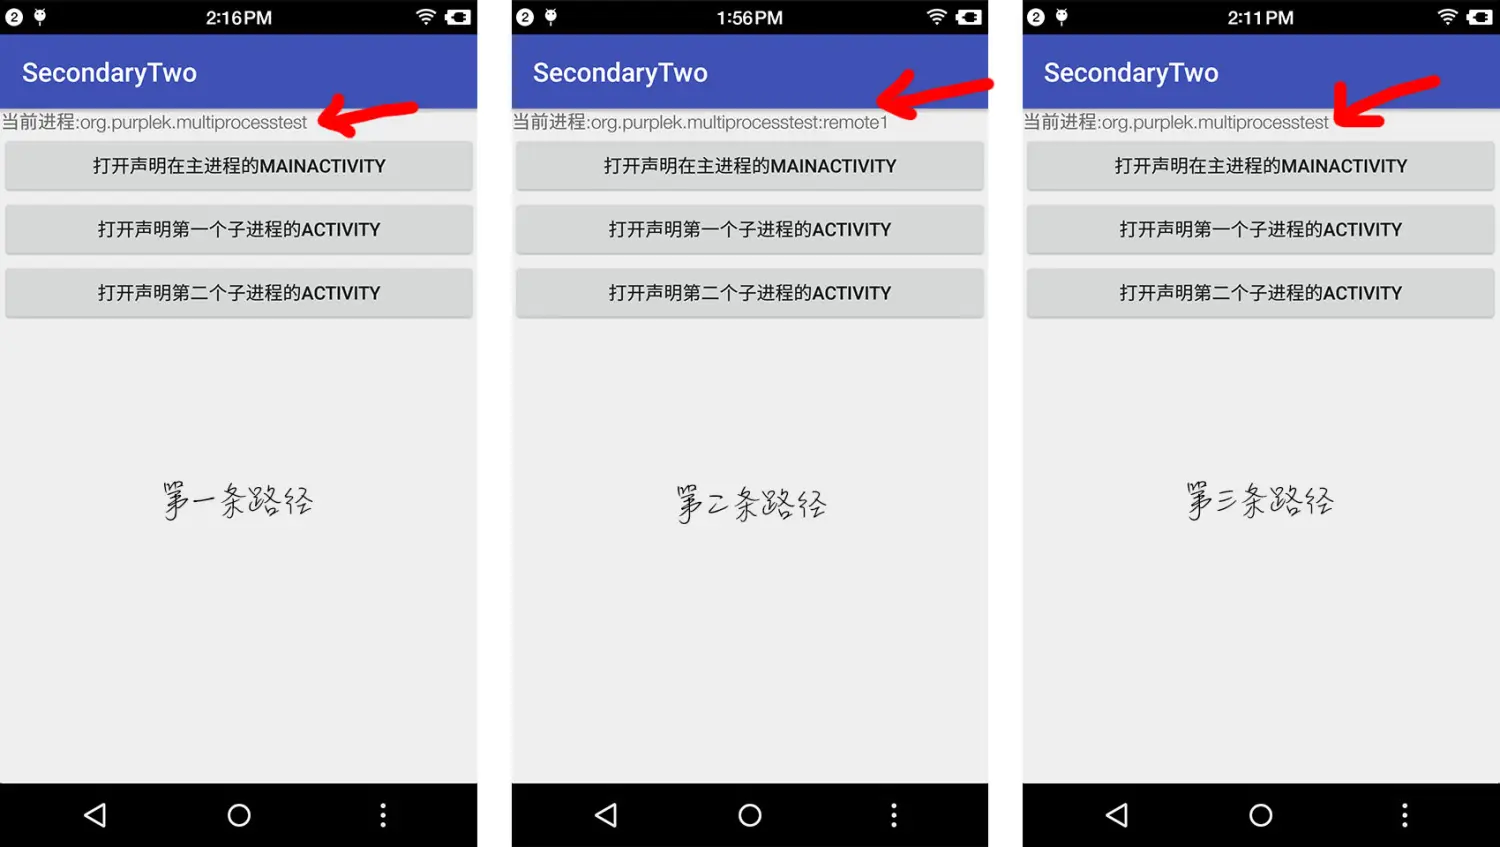 2 2:16 PM
SecondaryTwo
当前进程:org.purplek.multiprocesstest
打开声明在主进程的MAINACTIVITY
打开声明第一个子进程的ACTIVITY
打开声明第二个子进程的ACTIVITY
第一条路径
2 1:56 PM
SecondaryTwo
当前进程:org.purplek.multiprocesstest:remote1
打开声明在主进程的MAINACTIVITY
打开声明第一个子进程的ACTIVITY
打开声明第二个子进程的ACTIVITY
第二条路径
2 2:11 PM
SecondaryTwo
当前进程:org.purplek.multiprocesstest
打开声明在主进程的MAINACTIVITY
打开声明第一个子进程的ACTIVITY
打开声明第二个子进程的ACTIVITY
第三条路径